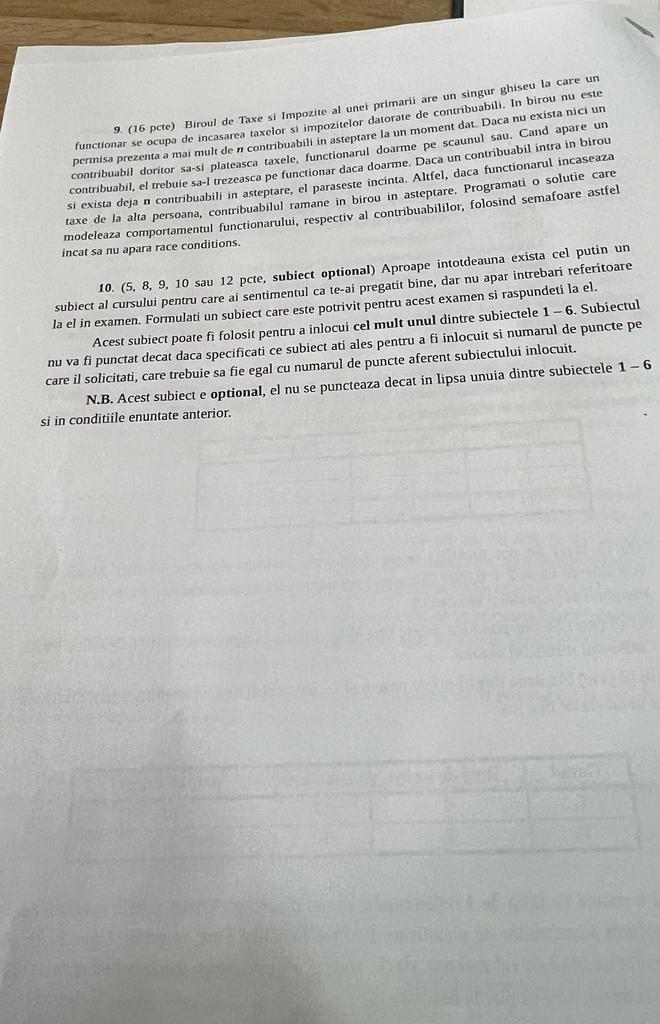 9. (16 pcte) Biroul de Taxe si Impozite al unei primarii are un singur ghiseu la care un
functionar se ocupa de incasarea taxelor si impozitelor datorate de contribuabili. In birou nu este
permisa prezenta a mai mult de n contribuabili in asteptare la un moment dat. Daca nu exista nici un
contribuabil doritor sa-si plateasca taxele, functionarul doarme pe scaunul sau. Cand apare un
contribuabil, el trebuie sa-l trezeasca pe functionar daca doarme. Daca un contribuabil intra in birou
si exista deja n contribuabili in asteptare, el paraseste incinta. Altfel, daca functionarul incaseaza
taxe de la alta persoana, contribuabilul ramane in birou in asteptare. Programati o solutie care
modeleaza comportamentul functionarului, respectiv al contribuabililor, folosind semafoare astfel
incat sa nu apara race conditions.
10. (5, 8, 9, 10 sau 12 pcte, subiect optional) Aproape intotdeauna exista cel putin un
subiect al cursului pentru care ai sentimentul ca te-ai pregatit bine, dar nu apar intrebari referitoare
la el in examen. Formulati un subiect care este potrivit pentru acest examen si raspundeti la el.
Acest subiect poate fi folosit pentru a inlocui cel mult unul dintre subiectele 1 – 6. Subiectul
nu va fi punctat decat daca specificati ce subiect ati ales pentru a fi inlocuit si numarul de puncte pe
care il solicitati, care trebuie sa fie egal cu numarul de puncte aferent subiectului inlocuit.
N.B. Acest subiect e optional, el nu se puncteaza decat in lipsa unuia dintre subiectele 1 – 6
si in conditiile enuntate anterior.